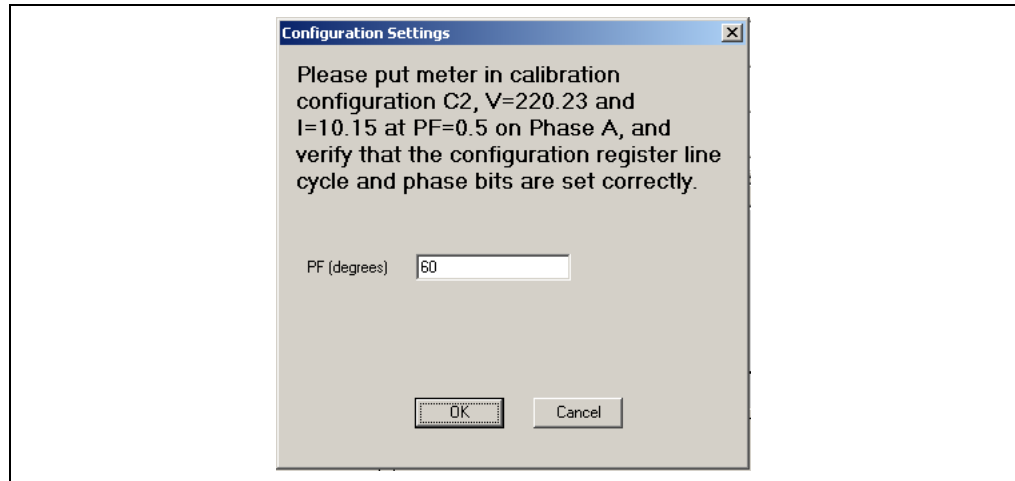 Configuration Settings
Please put meter in calibration
configuration C2, V=220.23 and
I=10.15 at PF=0.5 on Phase A, and
verify that the configuration register line
cycle and phase bits are set correctly.
PF (degrees) 60
OK Cancel